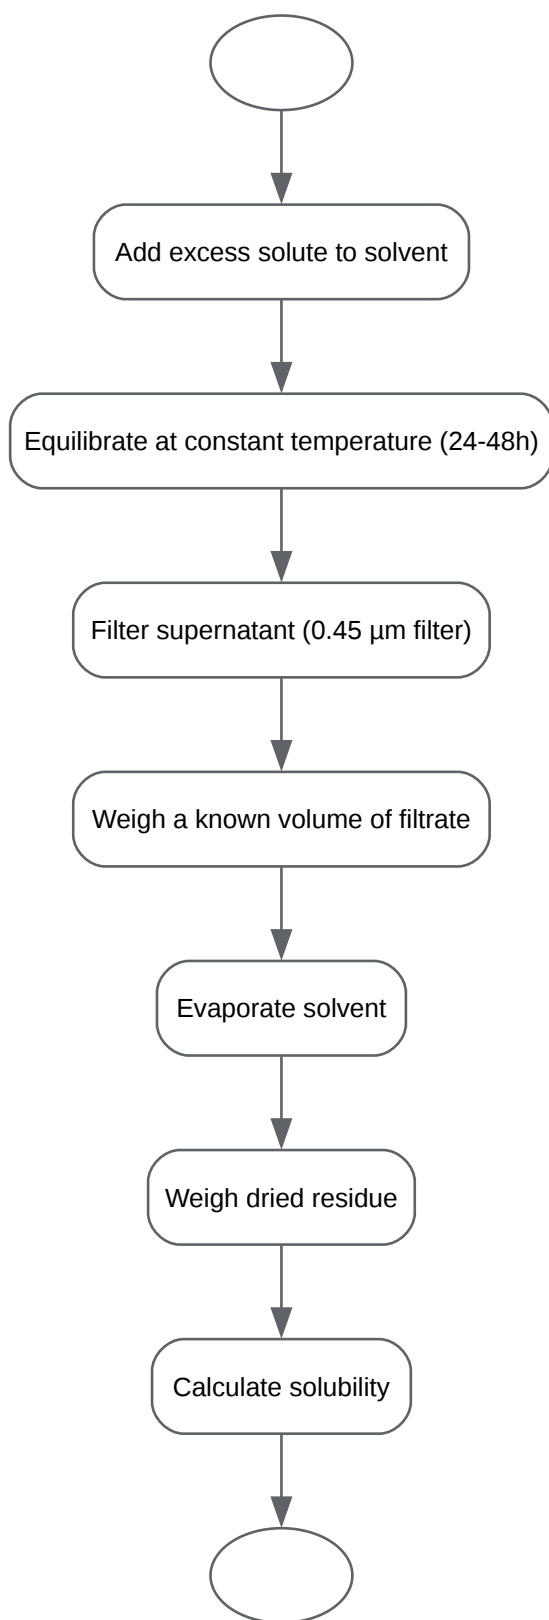 Add excess solute to solvent
Equilibrate at constant temperature (24-48h)
Filter supernatant (0.45 µm filter)
Weigh a known volume of filtrate
Evaporate solvent
Weigh dried residue
Calculate solubility